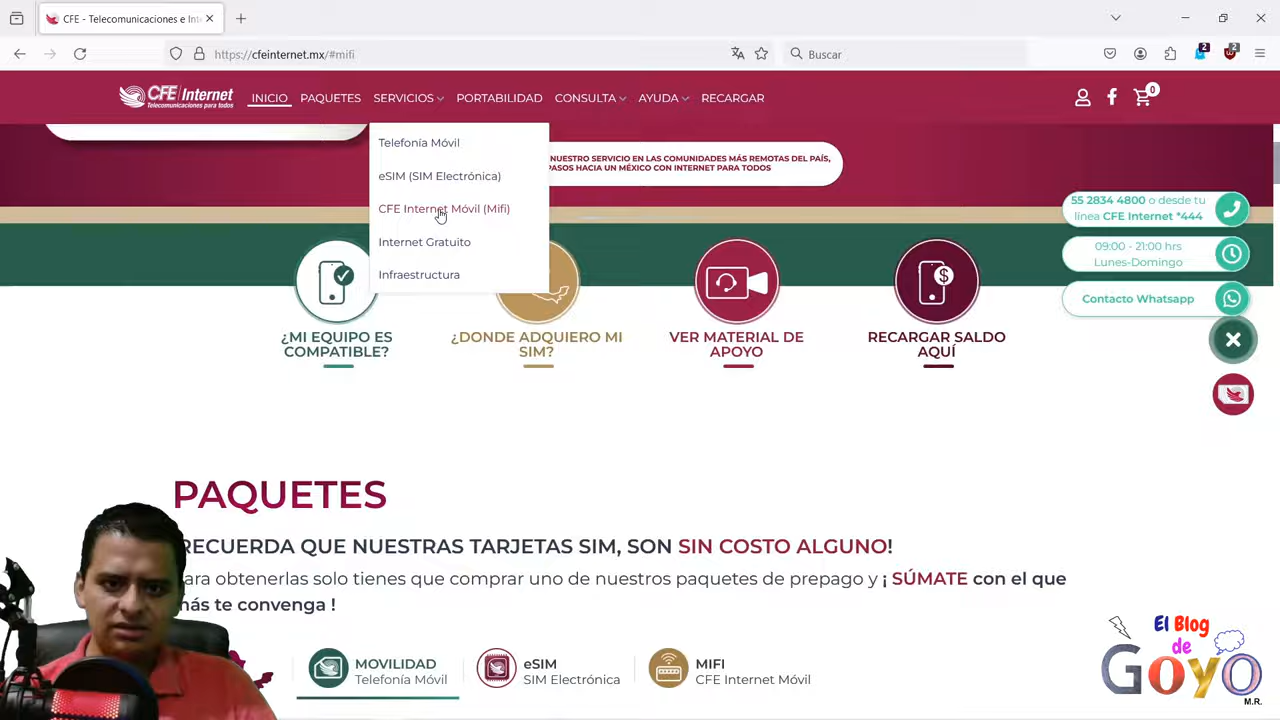 CFE - Telecomunicaciones e Int
https://cfeinternet.mx/#mifi
Buscar
2
2
CFE Internet
Telecomunicaciones para todos
INICIO
PAQUETES
SERVICIOS
PORTABILIDAD
CONSULTA
AYUDA
RECARGAR
0
Telefonía Móvil
eSIM (SIM Electrónica)
CFE Internet Móvil (Mifi)
Internet Gratuito
Infraestructura
NUESTRO SERVICIO EN LAS COMUNIDADES MÁS REMOTAS DEL PAÍS,
PASOS HACIA UN MÉXICO CON INTERNET PARA TODOS
55 2834 4800 o desde tu
línea CFE Internet *444
09:00 - 21:00 hrs
Lunes-Domingo
Contacto Whatsapp
¿MI EQUIPO ES
COMPATIBLE?
¿DONDE ADQUIERO MI
SIM?
VER MATERIAL DE
APOYO
RECARGAR SALDO
AQUÍ
PAQUETES
RECUERDA QUE NUESTRAS TARJETAS SIM, SON SIN COSTO ALGUNO!
ara obtenerlas solo tienes que comprar uno de nuestros paquetes de prepago y ¡ SÚMATE con el que
más te convenga !
MOVILIDAD
Telefonía Móvil
eSIM
SIM Electrónica
MIFI
CFE Internet Móvil
El Blog
de
GOYO
M.R.